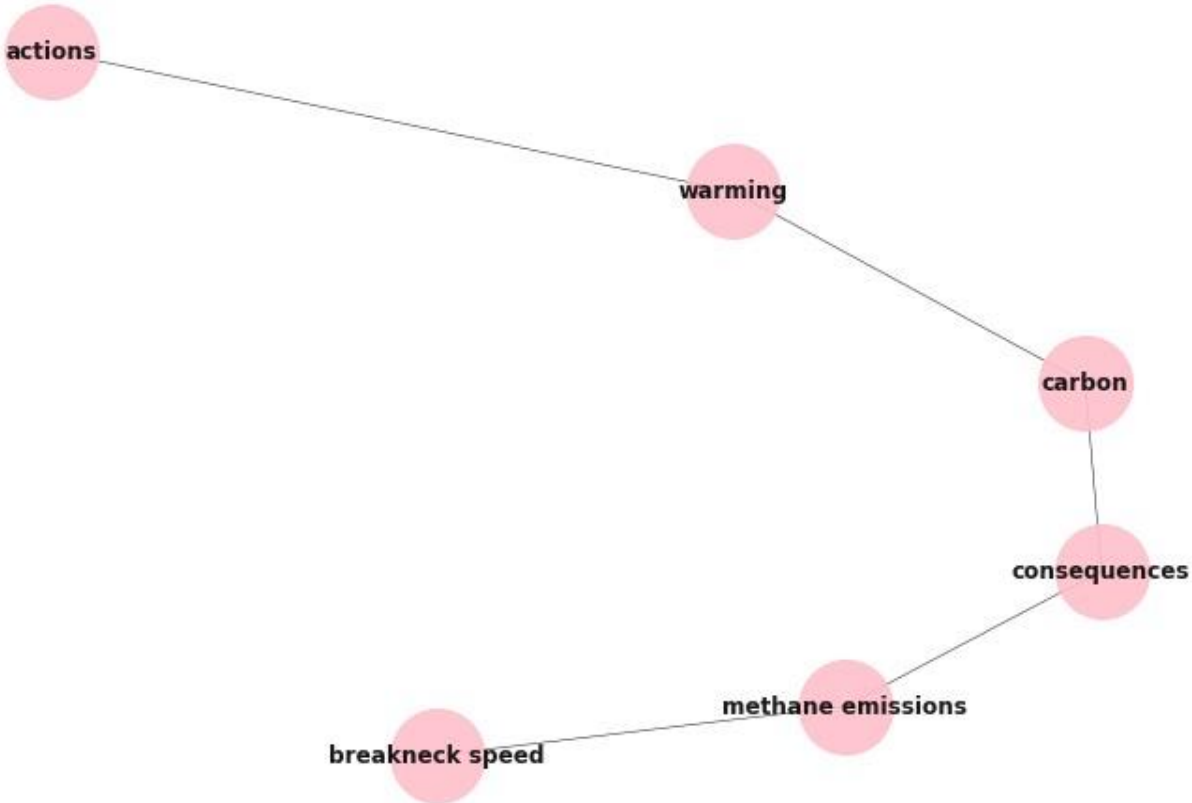 actions
warming
carbon
consequences
methane emissions
breakneck speed